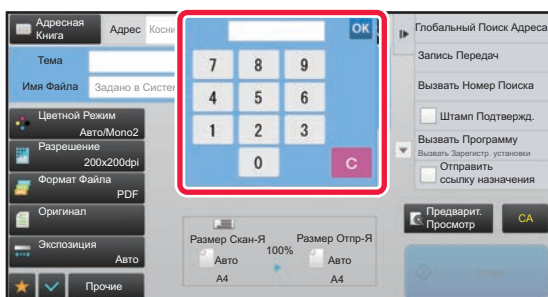 Адресная
Книга
Адрес
Косни
Тема
Имя Файла
Задано в Систем
Цветной Режим
Авто/Mono2
Разрешение
200x200dpi
Формат Файла
PDF
Оригинал
Экспозиция
Авто
Прочие
OK
7 8 9
4 5 6
1 2 3
0 C
Размер Скан-Я
100%
Размер Отпр-Я
Авто
A4
Авто
A4
Глобальный Поиск Адреса
Запись Передач
Вызвать Номер Поиска
Штамп Подтвержд.
Вызвать Программу
Вызвать Зарегистр. установки
Отправить
ссылку назначения
Предварит.
Просмотр
CA
Старт